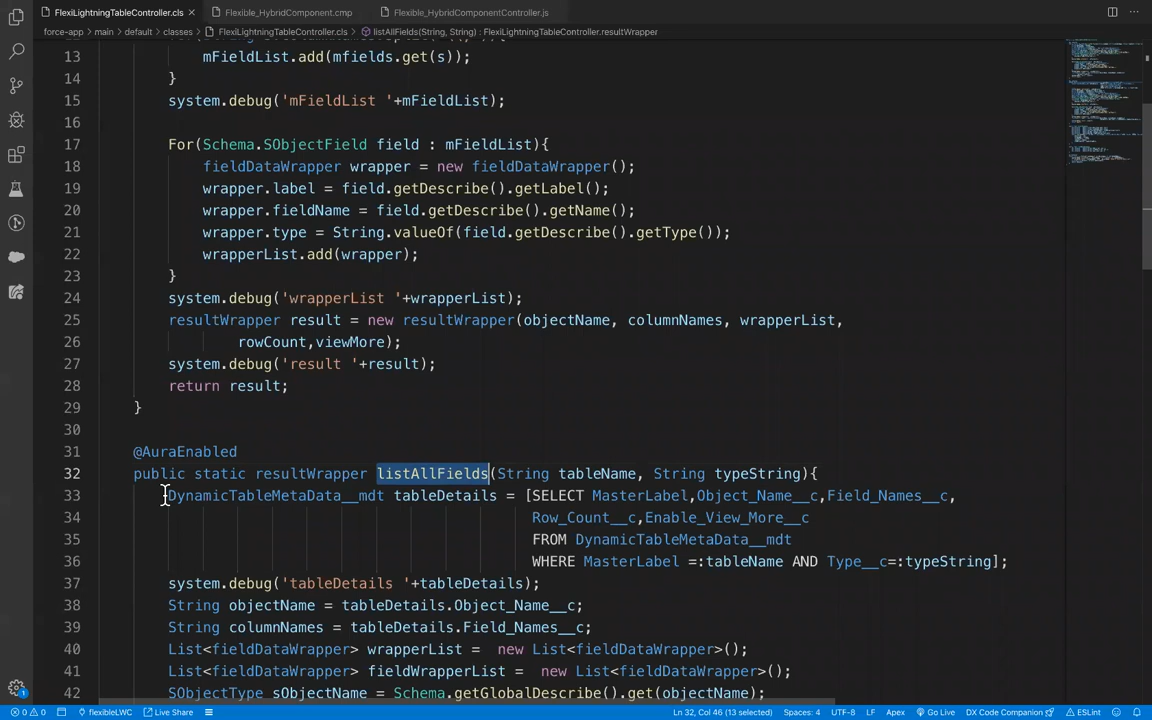 FlexiLightningTableController.cls × Flexible_HybridComponent.cmp Flexible_HybridComponentController.js
force-app > main > default > classes > FlexiLightningTableController.cls > listAllFields(String, String) : FlexiLightningTableController.resultWrapper
13 mFieldList.add(mfields.get(s));
14 }
15 system.debug('mFieldList '+mFieldList);
16
17 For(Schema.SObjectField field : mFieldList){
18 fieldDataWrapper wrapper = new fieldDataWrapper();
19 wrapper.label = field.getDescribe().getLabel();
20 wrapper.fieldName = field.getDescribe().getName();
21 wrapper.type = String.valueOf(field.getDescribe().getType());
22 wrapperList.add(wrapper);
23 }
24 system.debug('wrapperList '+wrapperList);
25 resultWrapper result = new resultWrapper(objectName, columnNames, wrapperList,
26 rowCount,viewMore);
27 system.debug('result '+result);
28 return result;
29 }
30
31 @AuraEnabled
32 public static resultWrapper listAllFields(String tableName, String typeString){
33 DynamicTableMetaData__mdt tableDetails = [SELECT MasterLabel,Object_Name__c,Field_Names__c,
34 Row_Count__c,Enable_View_More__c
35 FROM DynamicTableMetaData__mdt
36 WHERE MasterLabel =:tableName AND Type__c=:typeString];
37 system.debug('tableDetails '+tableDetails);
38 String objectName = tableDetails.Object_Name__c;
39 String columnNames = tableDetails.Field_Names__c;
40 List<fieldDataWrapper> wrapperList =  new List<fieldDataWrapper>();
41 List<fieldDataWrapper> fieldWrapperList =  new List<fieldDataWrapper>();
42 SObjectType sObjectName = Schema.getGlobalDescribe().get(objectName);
1
0 0 flexibleLWC Live Share Ln 32, Col 46 (13 selected) Spaces: 4 UTF-8 LF Apex Go Live DX Code Companion ESLint